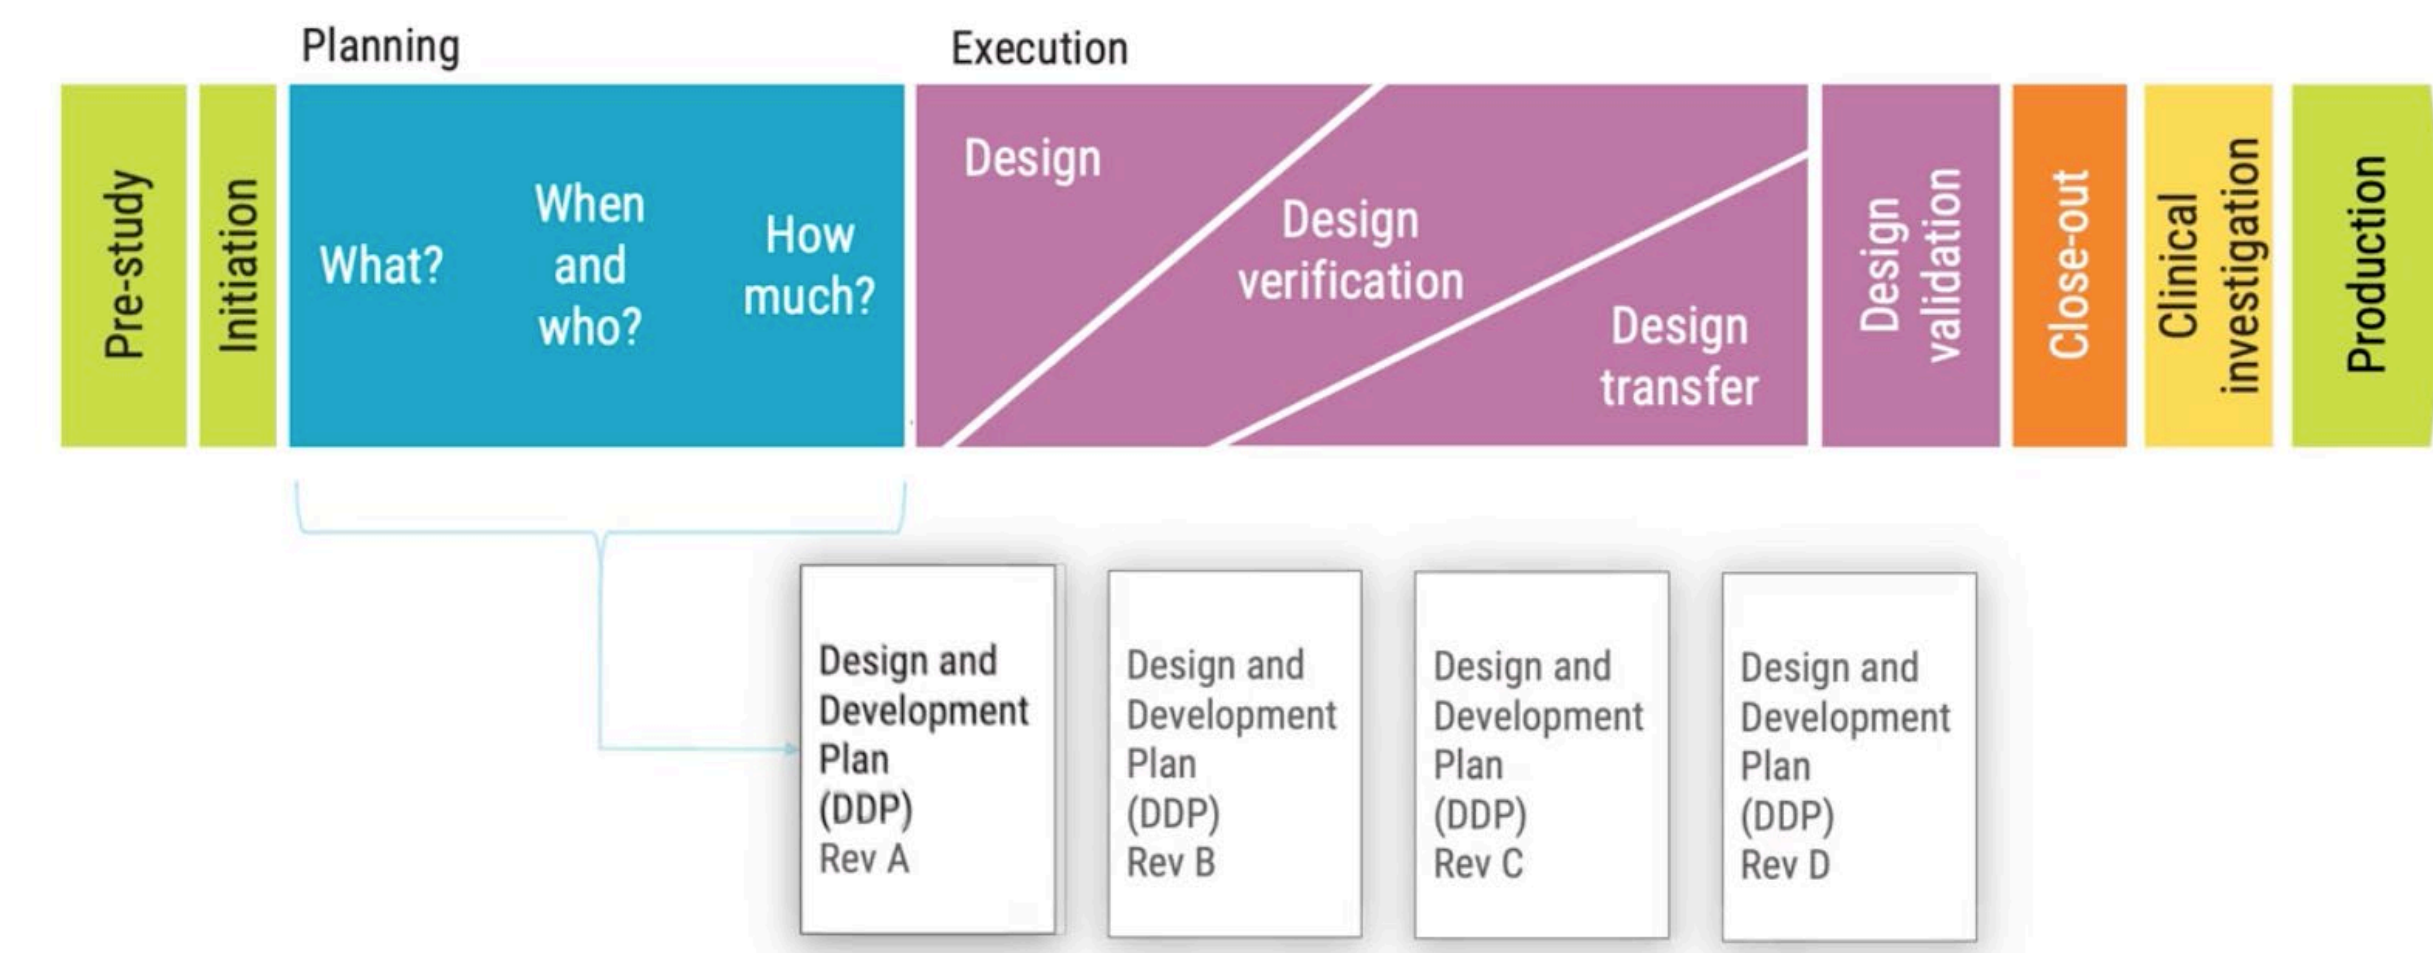 Planning
Execution
Pre-study
Initiation
What?
When
and
who?
How
much?
Design
Design
verification
Design
transfer
Design
validation
Close-out
Clinical
investigation
Production
Design and
Development
Plan
(DDP)
Rev A
Design and
Development
Plan
(DDP)
Rev B
Design and
Development
Plan
(DDP)
Rev C
Design and
Development
Plan
(DDP)
Rev D